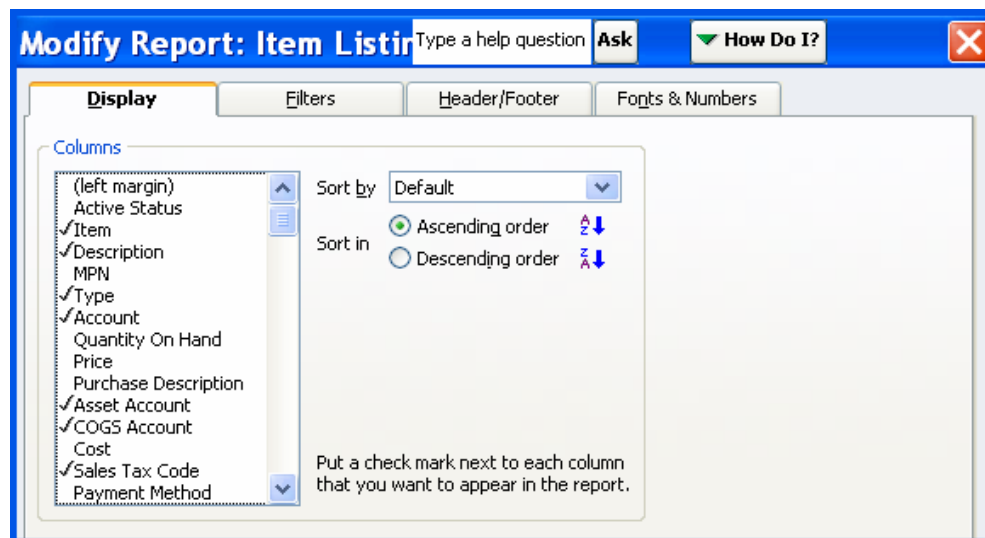 Modify Report: Item Listin Type a help question Ask How Do I?
Display Filters Header/Footer Fonts & Numbers
Columns
(left margin)
Active Status
✓Item
✓Description
MPN
✓Type
✓Account
Quantity On Hand
Price
Purchase Description
✓Asset Account
✓COGS Account
Cost
✓Sales Tax Code
Payment Method
Sort by Default
Sort in
Ascending order
A
Z
Descending order
Z
A
Put a check mark next to each column
that you want to appear in the report.